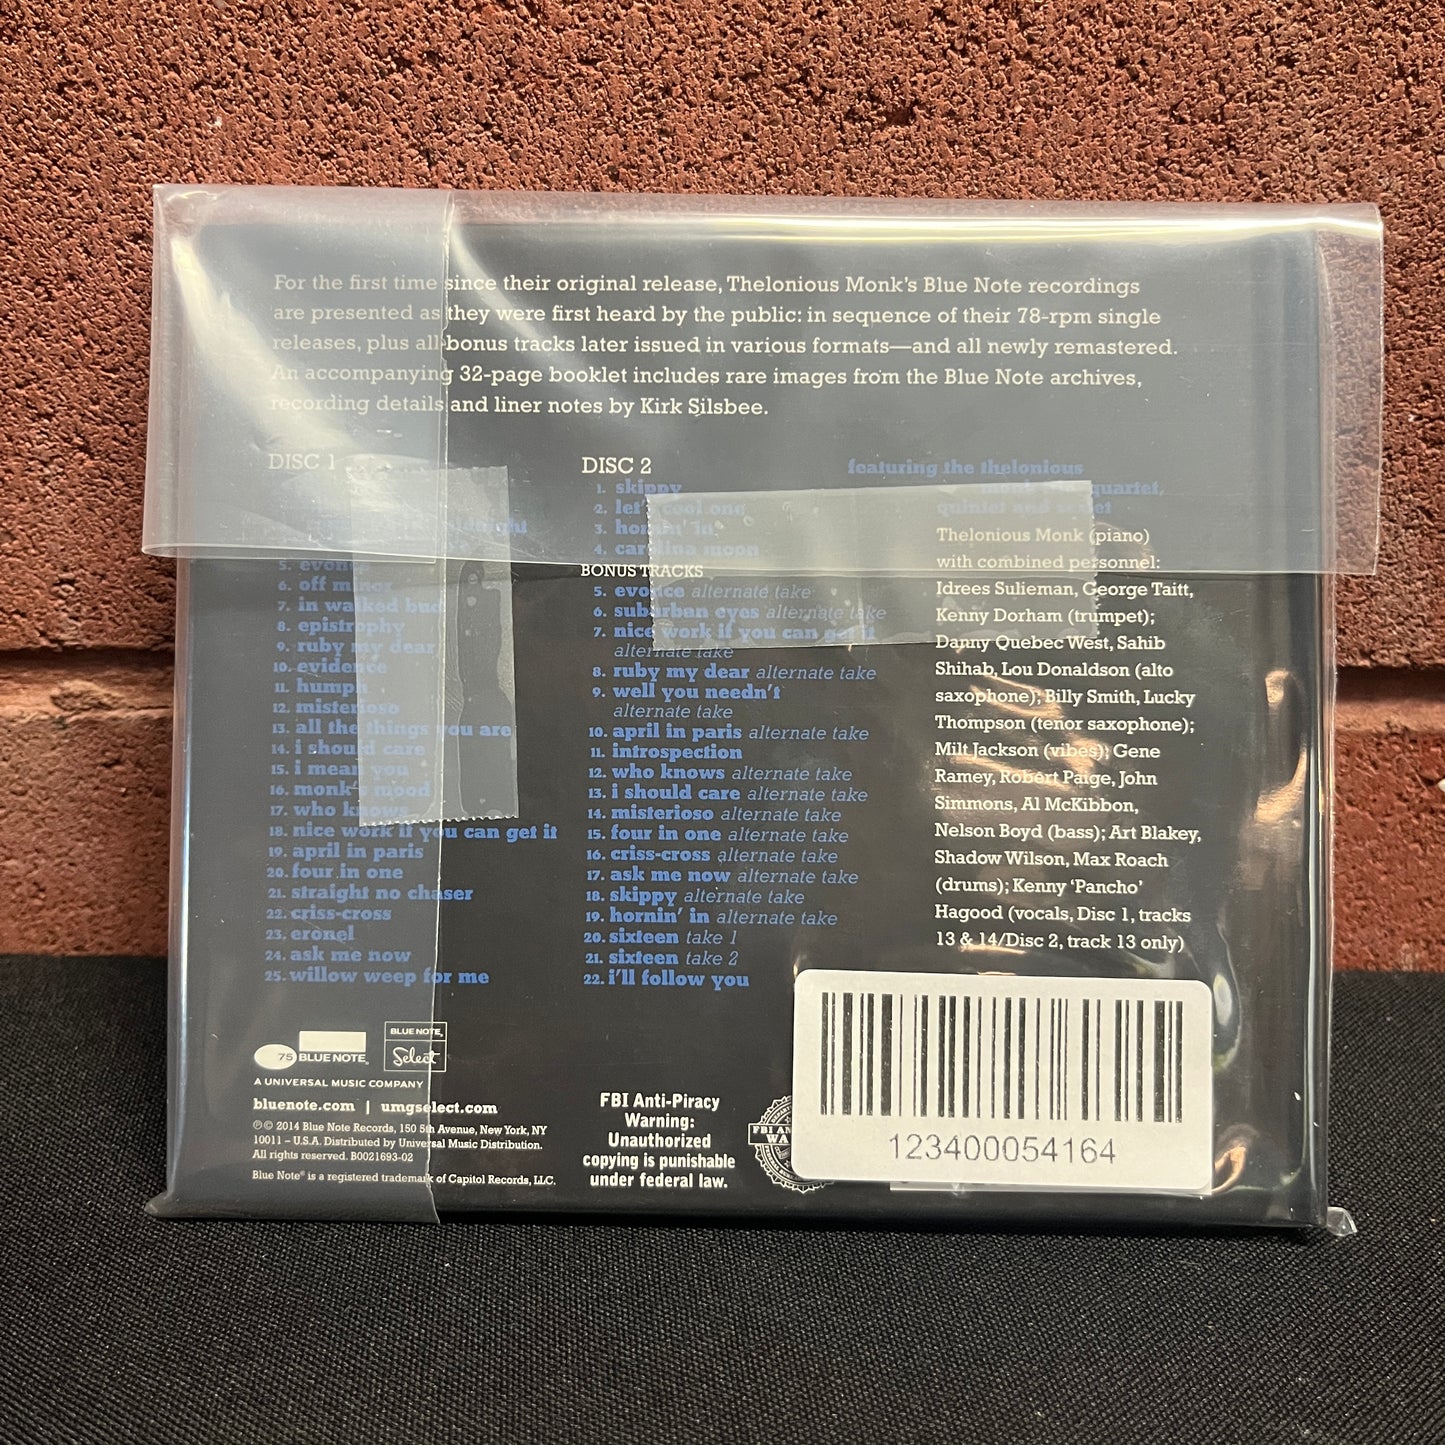 For the first time since their original release, Thelonious Monk's Blue Note recordings
are presented as they were first heard by the public: in sequence of their 78-rpm single
releases, plus all bonus tracks later issued in various formats—and all newly remastered.
An accompanying 32-page booklet includes rare images from the Blue Note archives,
recording details and liner notes by Kirk Silsbee.
DISC 1
5. evonce
6. off minor
7. in walked bud
8. epistrophy
9. ruby my dear
10. evidence
11. humph
12. misterioso
13. all the things you are
14. i should care
15. i mean you
16. monk's mood
17. who knows
18. nice work if you can get it
19. april in paris
20. four in one
21. straight no chaser
22. criss-cross
23. eronel
24. ask me now
25. willow weep for me
DISC 2
1. skippy
2. let's cool one
3. hornin' in
4. carolina moon
BONUS TRACKS
5. evonce alternate take
6. suburban eyes alternate take
7. nice work if you can get it
alternate take
8. ruby my dear alternate take
9. well you needn't
alternate take
10. april in paris alternate take
11. introspection
12. who knows alternate take
13. i should care alternate take
14. misterioso alternate take
15. four in one alternate take
16. criss-cross alternate take
17. ask me now alternate take
18. skippy alternate take
19. hornin' in alternate take
20. sixteen take 1
21. sixteen take 2
22. i'll follow you
featuring the thelonious
quartet,
quintet and
Thelonious Monk (piano)
with combined personnel:
Idrees Sulieman, George Taitt,
Kenny Dorham (trumpet);
Danny Quebec West, Sahib
Shihab, Lou Donaldson (alto
saxophone); Billy Smith, Lucky
Thompson (tenor saxophone);
Milt Jackson (vibes); Gene
Ramey, Robert Paige, John
Simmons, Al McKibbon,
Nelson Boyd (bass); Art Blakey,
Shadow Wilson, Max Roach
(drums); Kenny 'Pancho'
Hagood (vocals, Disc 1, tracks
13 & 14/Disc 2, track 13 only)
75 BLUE NOTE
BLUE NOTE
Select
A UNIVERSAL MUSIC COMPANY
bluenote.com | umgselect.com
℗© 2014 Blue Note Records, 150 5th Avenue, New York, NY
10011 – U.S.A. Distributed by Universal Music Distribution.
All rights reserved. B0021693-02
Blue Note® is a registered trademark of Capitol Records, LLC.
FBI Anti-Piracy
Warning:
Unauthorized
copying is punishable
under federal law.
123400054164